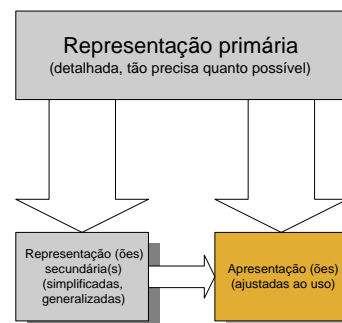 Representação primária
(detalhada, tão precisa quanto possível)
Representação (ões)
secundária(s)
(simplificadas,
generalizadas,
Apresentação (ões)
(ajustadas ao uso)